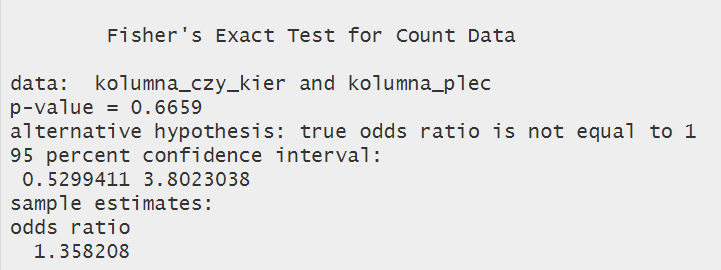 Fisher's Exact Test for Count Data
data:  kolumna_czy_kier and kolumna_plec
p-value = 0.6659
alternative hypothesis: true odds ratio is not equal to 1
95 percent confidence interval:
 0.5299411 3.8023038
sample estimates:
odds ratio
  1.358208